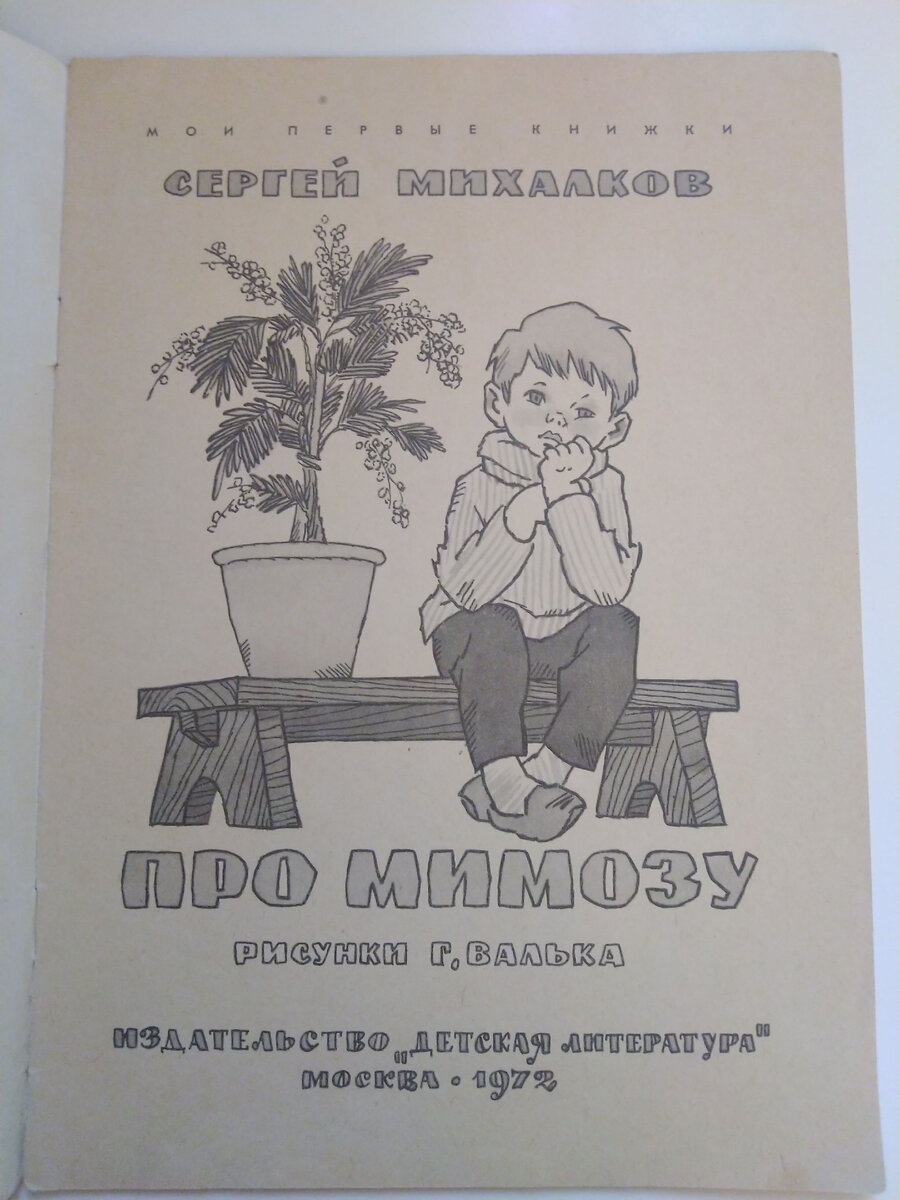 МОИ ПЕРВЫЕ КНИЖКИ
СЕРГЕЙ МИХАЛКОВ
ПРО МИМОЗУ
РИСУНКИ Г. ВАЛЬКА
ИЗДАТЕЛЬСТВО „ДЕТСКАЯ ЛИТЕРАТУРА"
МОСКВА • 1972